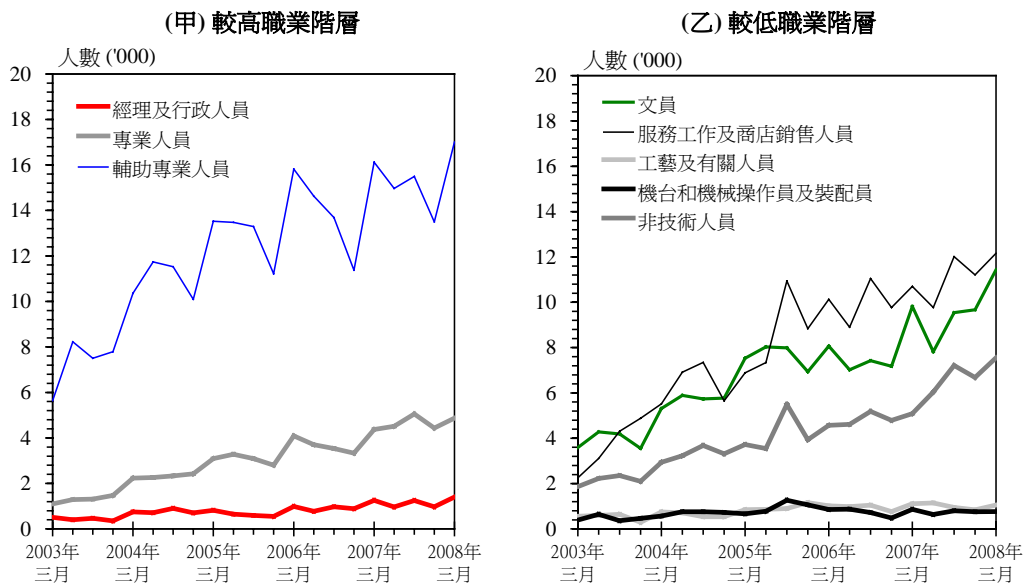 (甲) 較高職業階層
人數 ('000)
20
18
16
14
12
10
8
6
4
2
0
經理及行政人員
專業人員
輔助專業人員
2003年 2004年 2005年 2006年 2007年 2008年
三月 三月 三月 三月 三月 三月
(乙) 較低職業階層
人數 ('000)
20
18
16
14
12
10
8
6
4
2
0
文員
服務工作及商店銷售人員
工藝及有關人員
機台和機械操作員及裝配員
非技術人員
2003年 2004年 2005年 2006年 2007年 2008年
三月 三月 三月 三月 三月 三月